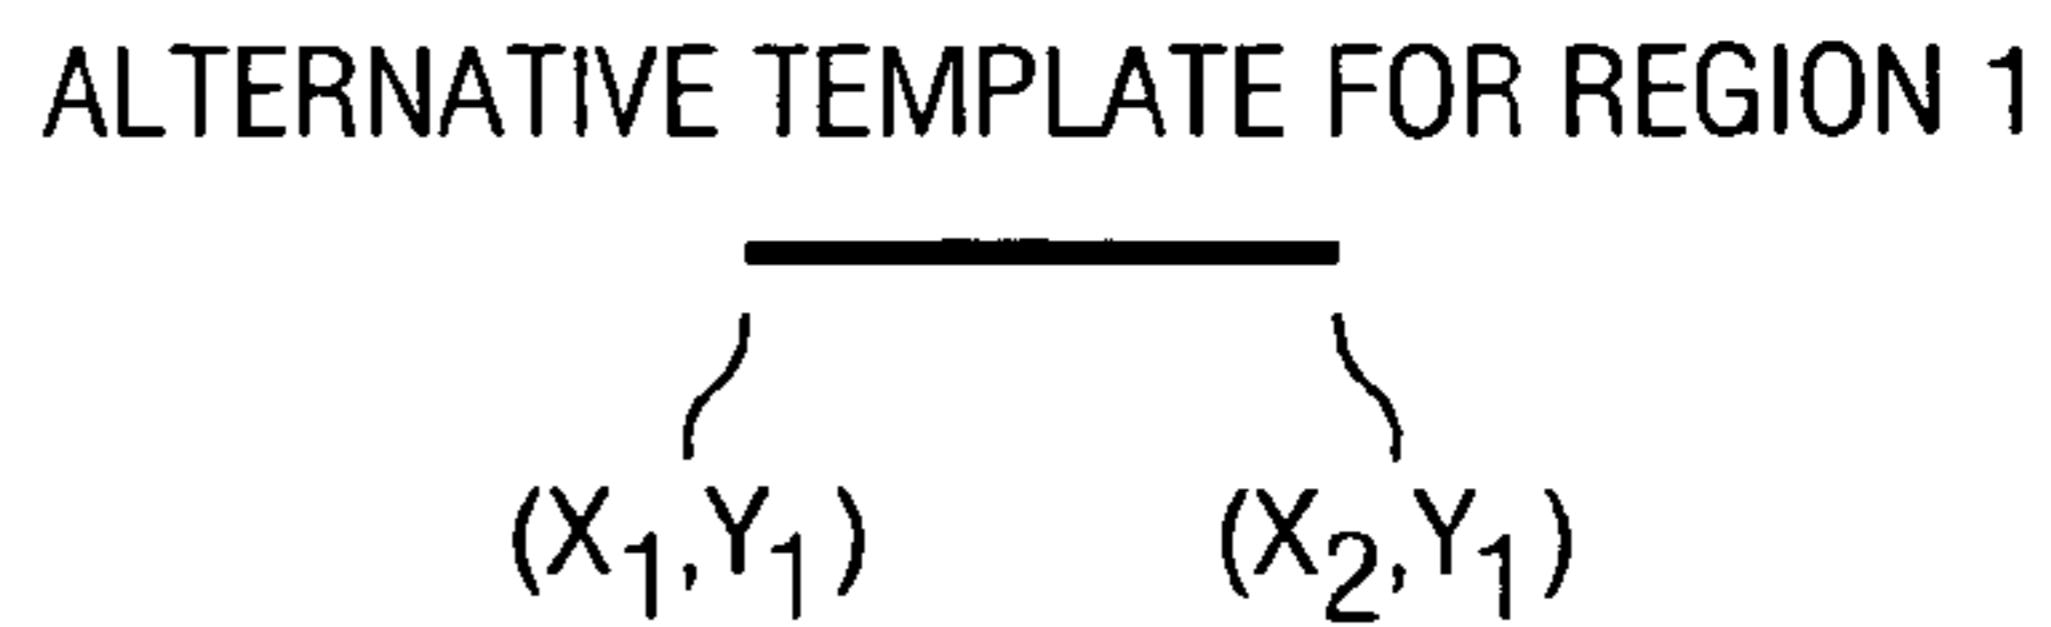 ALTERNATIVE TEMPLATE FOR REGION 1
(X₁,Y₁) (X₂,Y₁)